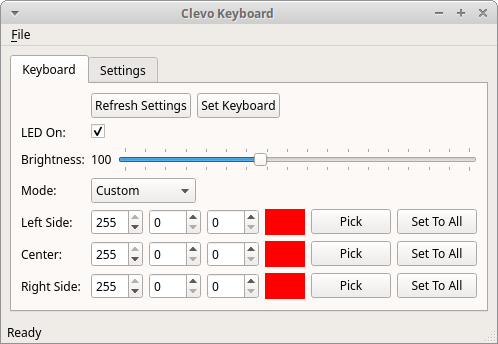 Clevo Keyboard
File
Keyboard Settings
Refresh Settings Set Keyboard
LED On:
Brightness: 100
Mode: Custom
Left Side: 255 0 0 Pick Set To All
Center: 255 0 0 Pick Set To All
Right Side: 255 0 0 Pick Set To All
Ready